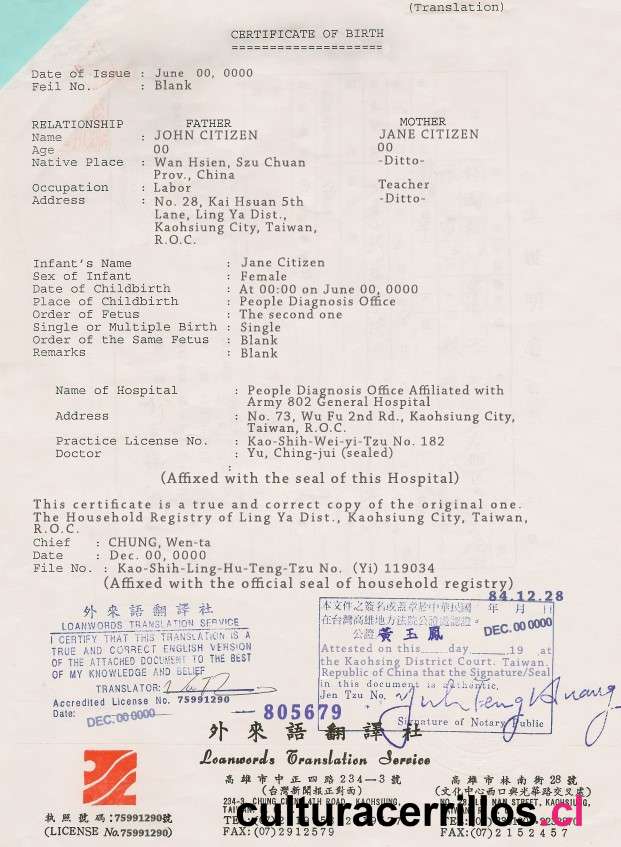 (Translation)
CERTIFICATE OF BIRTH
===================
Date of Issue : June 00, 0000
Feil No. : Blank
RELATIONSHIP FATHER MOTHER
Name : JOHN CITIZEN JANE CITIZEN
Age 00 00
Native Place : Wan Hsien, Szu Chuan -Ditto-
Prov., China
Occupation : Labor Teacher
Address : No. 28, Kai Hsuan 5th -Ditto-
Lane, Ling Ya Dist.,
Kaohsiung City, Taiwan,
R.O.C.
Infant's Name : Jane Citizen
Sex of Infant : Female
Date of Childbirth : At 00:00 on June 00, 0000
Place of Childbirth : People Diagnosis Office
Order of Fetus : The second one
Single or Multiple Birth : Single
Order of the Same Fetus : Blank
Remarks : Blank
Name of Hospital : People Diagnosis Office Affiliated with
Army 802 General Hospital
Address : No. 73, Wu Fu 2nd Rd., Kaohsiung City,
Taiwan, R.O.C.
Practice License No. : Kao-Shih-Wei-yi-Tzu No. 182
Doctor : Yu, Ching-jui (sealed)
:
(Affixed with the seal of this Hospital)
This certificate is a true and correct copy of the original one.
The Household Registry of Ling Ya Dist., Kaohsiung City, Taiwan,
R.O.C.
Chief : CHUNG, Wen-ta
Date : Dec. 00, 0000
File No. : Kao-Shih-Ling-Hu-Teng-Tzu No. (Yi) 119034
(Affixed with the official seal of household registry)
外來語翻譯社
LOANWORDS TRANSLATION SERVICE
I CERTIFY THAT THIS TRANSLATION IS A
TRUE AND CORRECT ENGLISH VERSION
OF THE ATTACHED DOCUMENT TO THE BEST
OF MY KNOWLEDGE AND BELIEF
TRANSLATOR:
Accredited License No. 75991290
Date: DEC. 00 0000
84.12.28
本文件之簽名或蓋章於中華民國 年 月 日
在台灣高雄地方法院公證處認證。
公證 黃玉鳳 DEC. 00 0000
Attested on this day 19 at
the Kaohsing District Court. Taiwan.
Republic of China that the Signature/Seal
in this document is authentic.
Jen Tzu No.
Signature of Notary Public
805679
外來語翻譯社
Loanwords Translation Service
高雄市中正四路234—3號
(台灣新聞報正對面)
234-3, CHUNG CHENG 4TH ROAD, KAOHSIUNG,
TAIWAN
FAX:(07)2912579
高雄市林南街28號
(文化中心西口與光華路交叉處)
NO. 28, LIN NAN STREET, KAOHSIUNG,
FAX:(07)2152457
執照號碼:75991290號
(LICENSE No.75991290)
culturacerrillos.cl